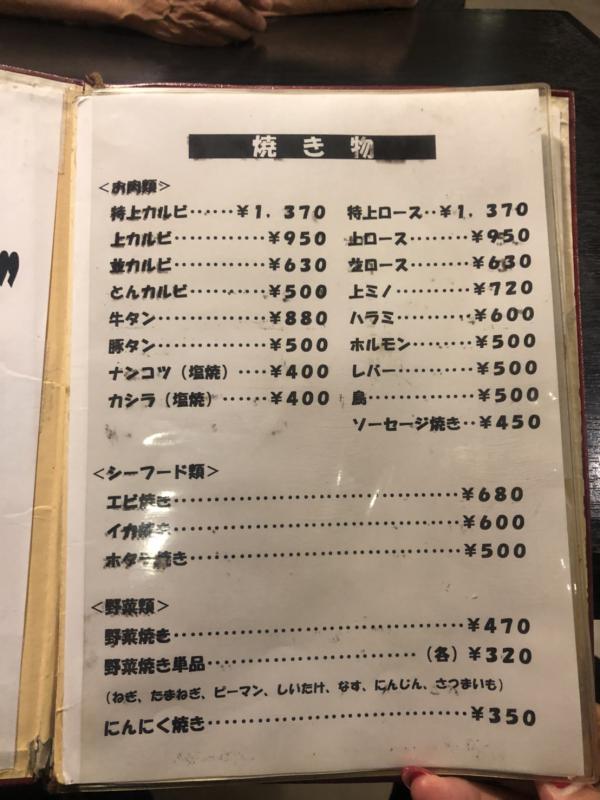 焼き物
<お肉類>
特上カルビ‥‥‥¥1，370 特上ロース‥¥1，370
上カルビ‥‥‥‥‥¥950 上ロース‥‥‥‥¥950
並カルビ‥‥‥‥‥¥630 並ロース‥‥‥‥¥630
とんカルビ‥‥‥‥¥500 上ミノ‥‥‥‥‥¥720
牛タン‥‥‥‥‥‥¥880 ハラミ‥‥‥‥‥¥600
豚タン‥‥‥‥‥‥¥500 ホルモン‥‥‥‥¥500
ナンコツ（塩焼）‥‥¥400 レバー‥‥‥‥‥¥500
カシラ（塩焼）‥‥‥¥400 鳥‥‥‥‥‥‥‥¥500
ソーセージ焼き‥¥450
<シーフード類>
エビ焼き‥‥‥‥‥‥‥‥‥‥‥‥‥‥¥680
イカ焼き‥‥‥‥‥‥‥‥‥‥‥‥‥‥¥600
ホタテ焼き‥‥‥‥‥‥‥‥‥‥‥‥‥¥500
<野菜類>
野菜焼き‥‥‥‥‥‥‥‥‥‥‥‥‥‥¥470
野菜焼き単品‥‥‥‥‥‥‥‥‥‥（各）¥320
（ねぎ、たまねぎ、ピーマン、しいたけ、なす、にんじん、さつまいも）
にんにく焼き‥‥‥‥‥‥‥‥‥‥‥‥¥350